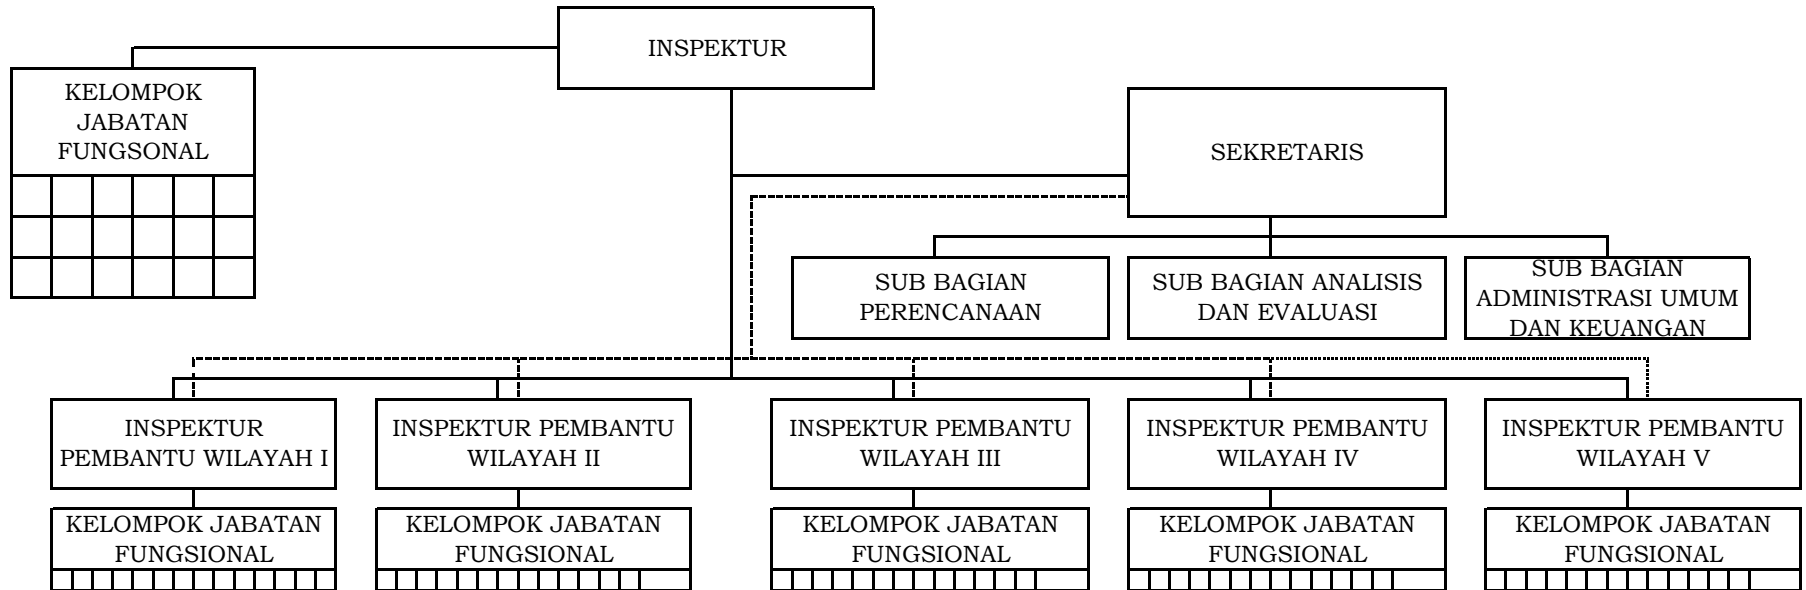 INSPEKTUR
KELOMPOK
JABATAN
FUNGSONAL
SEKRETARIS
SUB BAGIAN
PERENCANAAN
SUB BAGIAN ANALISIS
DAN EVALUASI
SUB BAGIAN
ADMINISTRASI UMUM
DAN KEUANGAN
INSPEKTUR
PEMBANTU WILAYAH I
INSPEKTUR PEMBANTU
WILAYAH II
INSPEKTUR PEMBANTU
WILAYAH III
INSPEKTUR PEMBANTU
WILAYAH IV
INSPEKTUR PEMBANTU
WILAYAH V
KELOMPOK JABATAN
FUNGSIONAL
KELOMPOK JABATAN
FUNGSIONAL
KELOMPOK JABATAN
FUNGSIONAL
KELOMPOK JABATAN
FUNGSIONAL
KELOMPOK JABATAN
FUNGSIONAL